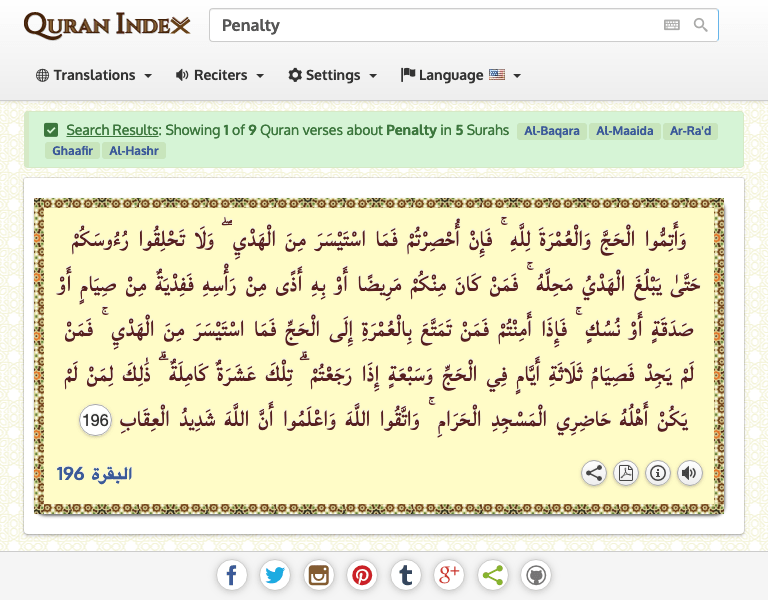 QURAN INDEX
Penalty
Translations
Reciters
Settings
Language
Search Results: Showing 1 of 9 Quran verses about Penalty in 5 Surahs Al-Baqara Al-Maaida Ar-Ra'd
Ghaafir Al-Hashr
وَأَتِمُّوا الْحَجَّ وَالْعُمْرَةَ لِلَّهِ ۚ فَإِنْ أُحْصِرْتُمْ فَمَا اسْتَيْسَرَ مِنَ الْهَدْيِ ۖ وَلَا تَحْلِقُوا رُءُوسَكُمْ
حَتَّىٰ يَبْلُغَ الْهَدْيُ مَحِلَّهُ ۚ فَمَنْ كَانَ مِنْكُمْ مَرِيضًا أَوْ بِهِ أَذًى مِنْ رَأْسِهِ فَفِدْيَةٌ مِنْ صِيَامٍ أَوْ
صَدَقَةٍ أَوْ نُسُكٍ ۚ فَإِذَا أَمِنْتُمْ فَمَنْ تَمَتَّعَ بِالْعُمْرَةِ إِلَى الْحَجِّ فَمَا اسْتَيْسَرَ مِنَ الْهَدْيِ ۚ فَمَنْ
لَمْ يَجِدْ فَصِيَامُ ثَلَاثَةِ أَيَّامٍ فِي الْحَجِّ وَسَبْعَةٍ إِذَا رَجَعْتُمْ ۗ تِلْكَ عَشَرَةٌ كَامِلَةٌ ۗ ذَٰلِكَ لِمَنْ لَمْ
يَكُنْ أَهْلُهُ حَاضِرِي الْمَسْجِدِ الْحَرَامِ ۚ وَاتَّقُوا اللَّهَ وَاعْلَمُوا أَنَّ اللَّهَ شَدِيدُ الْعِقَابِ 196
البقرة 196